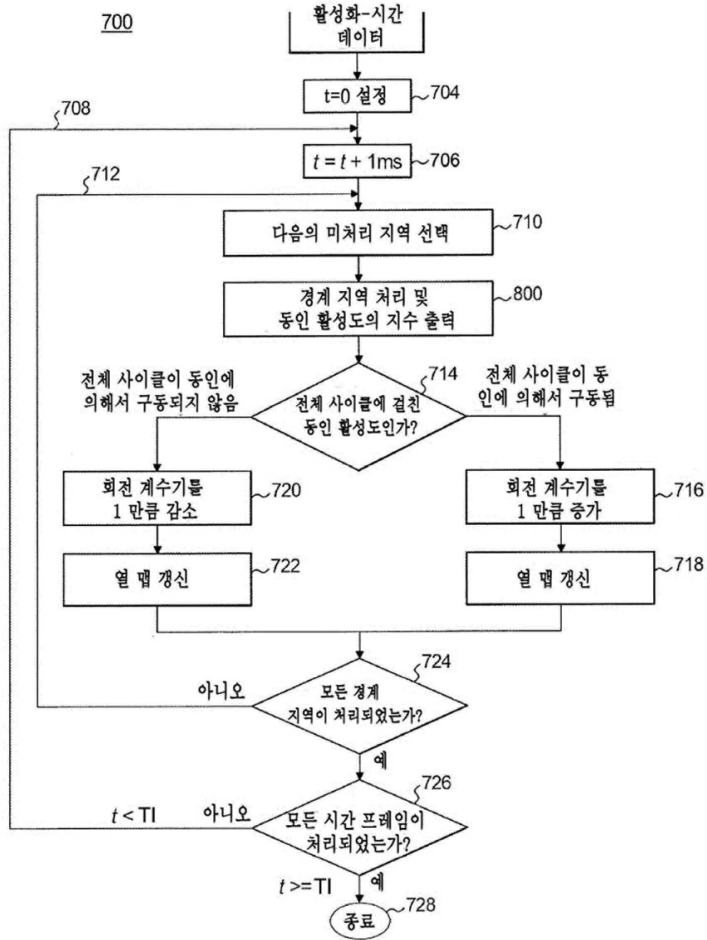 700
활성화-시간
데이터
t=0 설정
704
708
t = t + 1ms
706
712
다음의 미처리 지역 선택
710
경계 지역 처리 및
동인 활성도의 지수 출력
800
전체 사이클이 동인에
의해서 구동되지 않음
714
전체 사이클이 동
인에 의해서 구동됨
전체 사이클에 걸친
동인 활성도인가?
회전 계수기를
1 만큼 감소
720
회전 계수기를
1 만큼 증가
716
열 맵 갱신
722
열 맵 갱신
718
724
아니오
모든 경계
지역이 처리되었는가?
예
726
t < TI
아니오
모든 시간 프레임이
처리되었는가?
t >= TI
예
종료
728